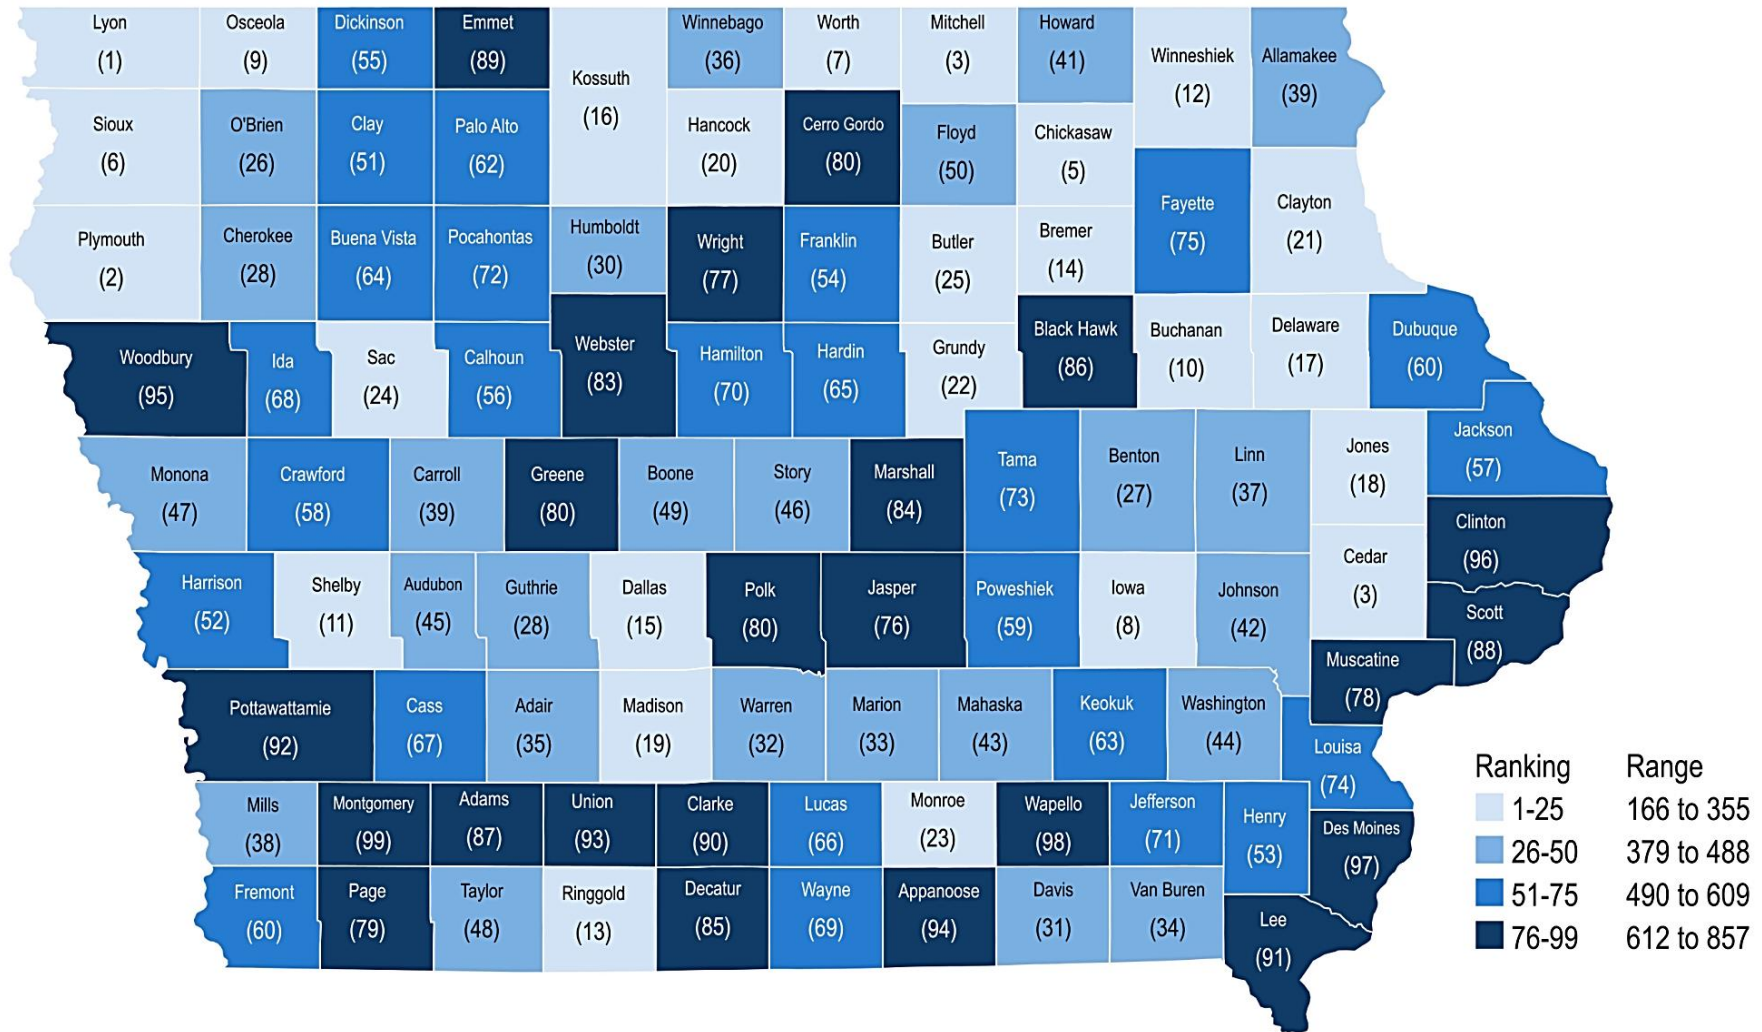 Lyon
(1)
Osceola
(9)
Dickinson
(55)
Emmet
(89)
Kossuth
(16)
Winnebago
(36)
Worth
(7)
Mitchell
(3)
Howard
(41)
Winneshiek
(12)
Allamakee
(39)
Sioux
(6)
O'Brien
(26)
Clay
(51)
Palo Alto
(62)
Hancock
(20)
Cerro Gordo
(80)
Floyd
(50)
Chickasaw
(5)
Fayette
(75)
Clayton
(21)
Plymouth
(2)
Cherokee
(28)
Buena Vista
(64)
Pocahontas
(72)
Humboldt
(30)
Wright
(77)
Franklin
(54)
Butler
(25)
Bremer
(14)
Woodbury
(95)
Ida
(68)
Sac
(24)
Calhoun
(56)
Webster
(83)
Hamilton
(70)
Hardin
(65)
Grundy
(22)
Black Hawk
(86)
Buchanan
(10)
Delaware
(17)
Dubuque
(60)
Monona
(47)
Crawford
(58)
Carroll
(39)
Greene
(80)
Boone
(49)
Story
(46)
Marshall
(84)
Tama
(73)
Benton
(27)
Linn
(37)
Jones
(18)
Jackson
(57)
Clinton
(96)
Harrison
(52)
Shelby
(11)
Audubon
(45)
Guthrie
(28)
Dallas
(15)
Polk
(80)
Jasper
(76)
Poweshiek
(59)
Iowa
(8)
Johnson
(42)
Cedar
(3)
Scott
(88)
Muscatine
(78)
Pottawattamie
(92)
Cass
(67)
Adair
(35)
Madison
(19)
Warren
(32)
Marion
(33)
Mahaska
(43)
Keokuk
(63)
Washington
(44)
Louisa
(74)
Mills
(38)
Montgomery
(99)
Adams
(87)
Union
(93)
Clarke
(90)
Lucas
(66)
Monroe
(23)
Wapello
(98)
Jefferson
(71)
Henry
(53)
Des Moines
(97)
Fremont
(60)
Page
(79)
Taylor
(48)
Ringgold
(13)
Decatur
(85)
Wayne
(69)
Appanoose
(94)
Davis
(31)
Van Buren
(34)
Lee
(91)
Ranking Range
1-25 166 to 355
26-50 379 to 488
51-75 490 to 609
76-99 612 to 857